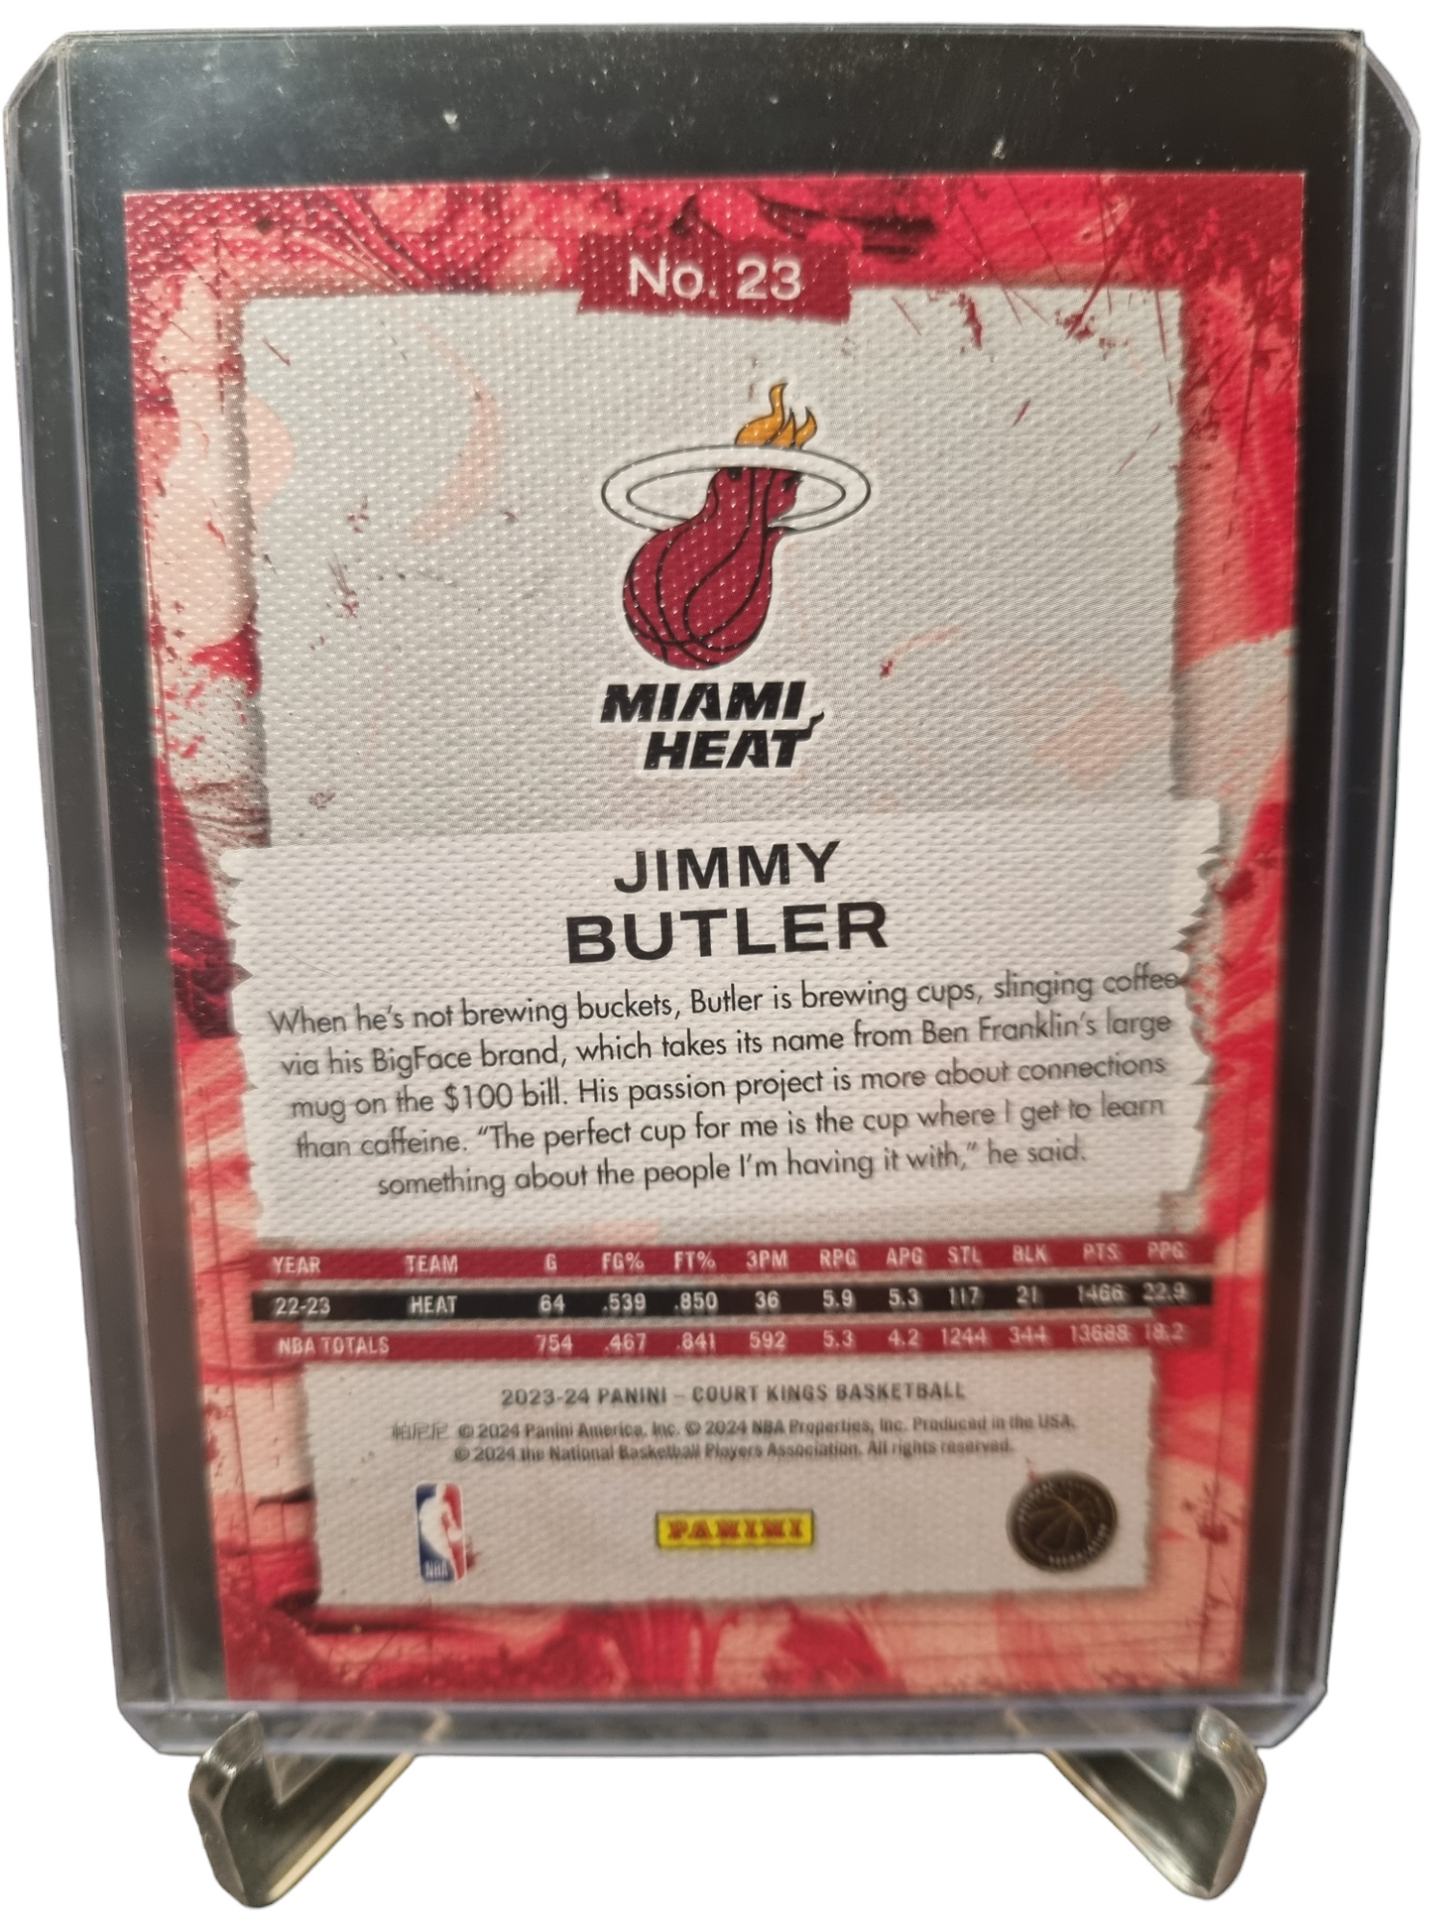 No. 23
MIAMI
HEAT
JIMMY
BUTLER
When he's not brewing buckets, Butler is brewing cups, slinging coffee
via his BigFace brand, which takes its name from Ben Franklin's large
mug on the $100 bill. His passion project is more about connections
than caffeine. “The perfect cup for me is the cup where I get to learn
something about the people I'm having it with,” he said.
YEAR TEAM G FG% FT% 3PM RPG APG STL BLK PTS PPG
22-23 HEAT 64 .539 .850 36 5.9 5.3 117 21 1466 22.9
NBA TOTALS 754 .467 .841 592 5.3 4.2 1244 344 13688 18.2
2023-24 PANINI – COURT KINGS BASKETBALL
帕尼尼 © 2024 Panini America, Inc. © 2024 NBA Properties, Inc. Produced in the USA.
© 2024 the National Basketball Players Association. All rights reserved.
NBA
PANINI